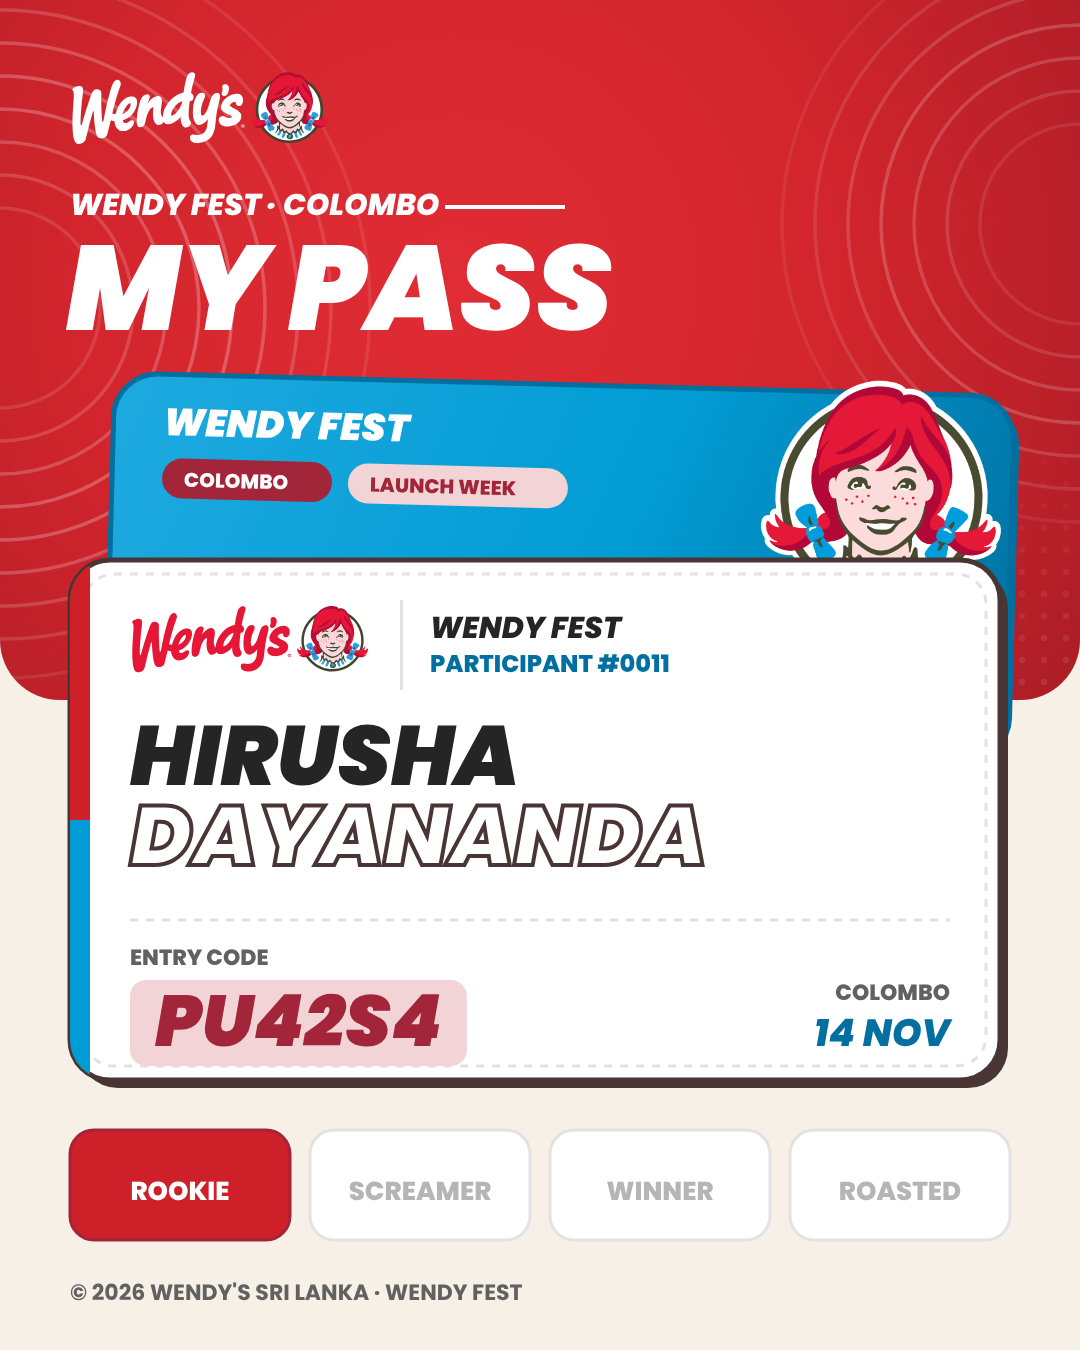 Wendy's
WENDY FEST · COLOMBO
MY PASS
WENDY FEST
COLOMBO
LAUNCH WEEK
Wendy's
WENDY FEST
PARTICIPANT #0011
HIRUSHA
DAYANANDA
ENTRY CODE
PU42S4
COLOMBO
14 NOV
ROOKIE
SCREAMER
WINNER
ROASTED
© 2026 WENDY'S SRI LANKA · WENDY FEST